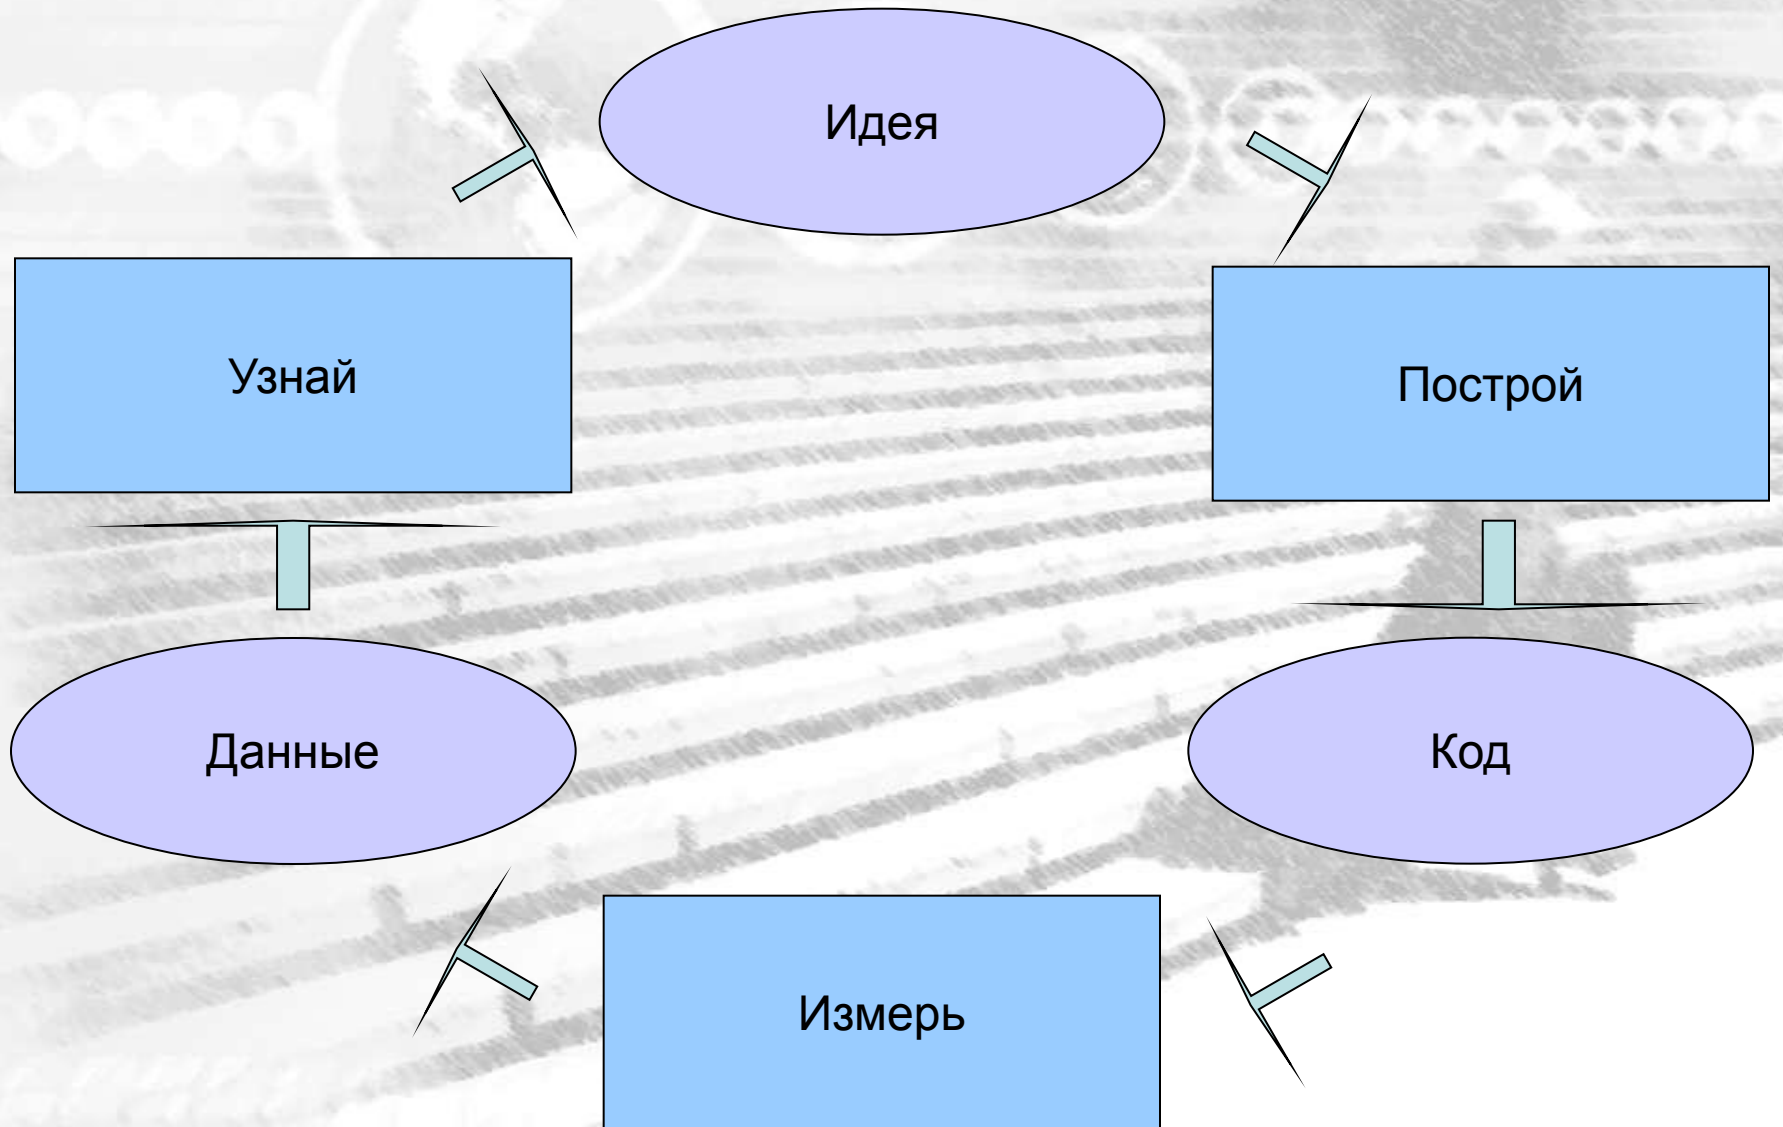 Идея
Узнай
Построй
Данные
Код
Измерь